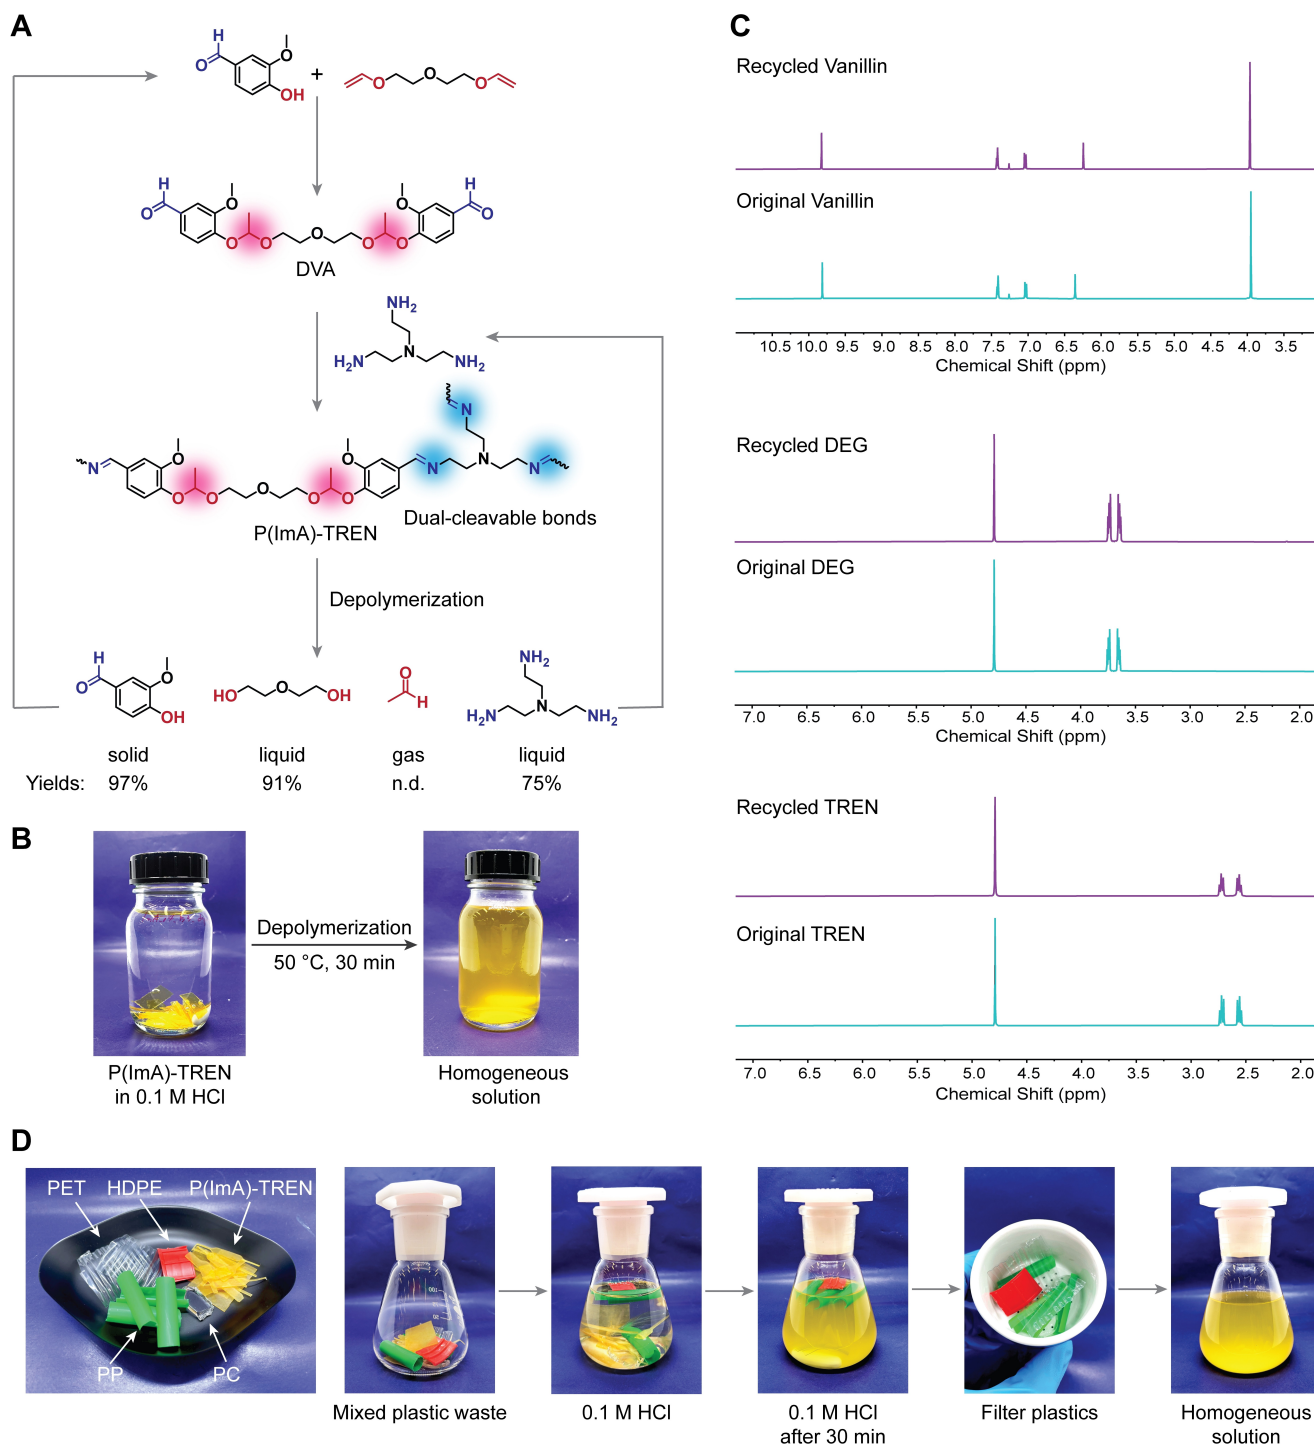 A
H
O
O
OH
+
O
O
O
H
O
O
O
O
O
O
O
O
O
H
O
DVA
NH2
H2N
N
NH2
N
N
O
O
O
O
O
O
O
N
N
N
P(ImA)-TREN
Dual-cleavable bonds
Depolymerization
H
O
O
OH
HO
O
OH
O
H
NH2
H2N
N
NH2
solid
liquid
gas
liquid
Yields:
97%
91%
n.d.
75%
B
Depolymerization
50 °C, 30 min
P(ImA)-TREN
in 0.1 M HCl
Homogeneous
solution
C
Recycled Vanillin
Original Vanillin
10.5 10.0 9.5 9.0 8.5 8.0 7.5 7.0 6.5 6.0 5.5 5.0 4.5 4.0 3.5
Chemical Shift (ppm)
Recycled DEG
Original DEG
7.0 6.5 6.0 5.5 5.0 4.5 4.0 3.5 3.0 2.5 2.0
Chemical Shift (ppm)
Recycled TREN
Original TREN
7.0 6.5 6.0 5.5 5.0 4.5 4.0 3.5 3.0 2.5 2.0
Chemical Shift (ppm)
D
PET
HDPE
P(ImA)-TREN
PP
PC
Mixed plastic waste
0.1 M HCl
0.1 M HCl
after 30 min
Filter plastics
Homogeneous
solution